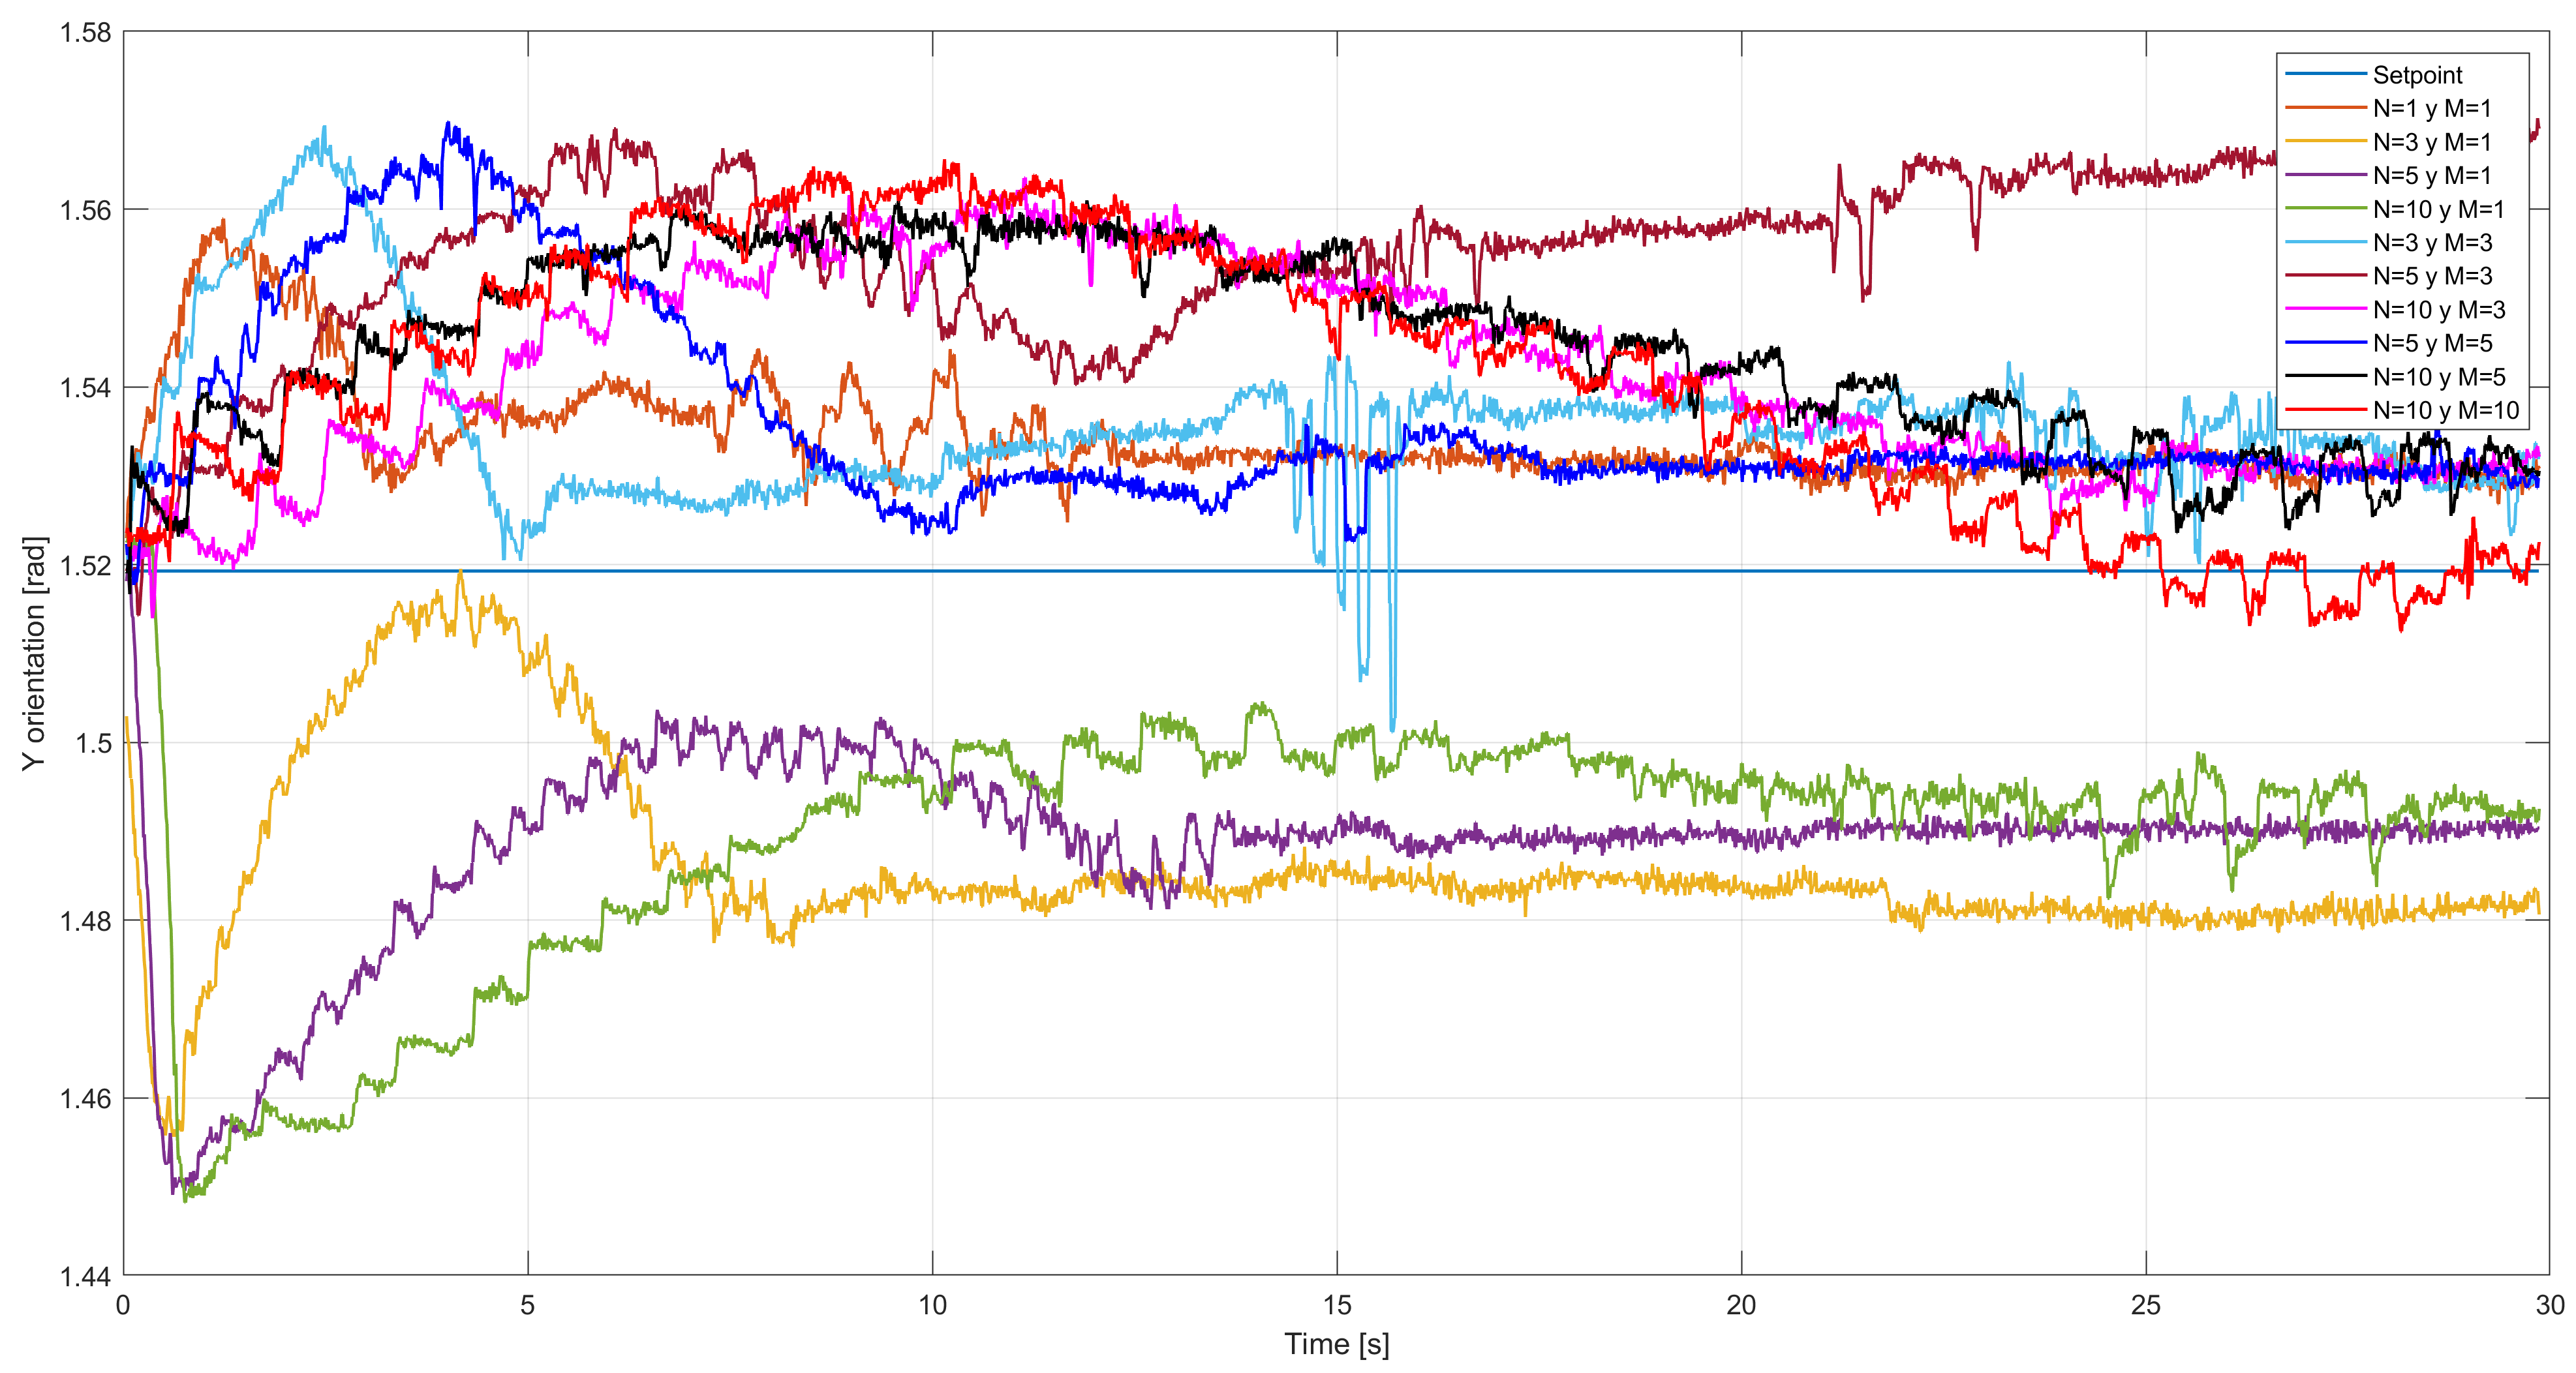 1.58
1.56
1.54
1.52
1.5
1.48
1.46
1.44
Y orientation [rad]
0
5
10
15
20
25
30
Time [s]
Setpoint
N=1 y M=1
N=3 y M=1
N=5 y M=1
N=10 y M=1
N=3 y M=3
N=5 y M=3
N=10 y M=3
N=5 y M=5
N=10 y M=5
N=10 y M=10